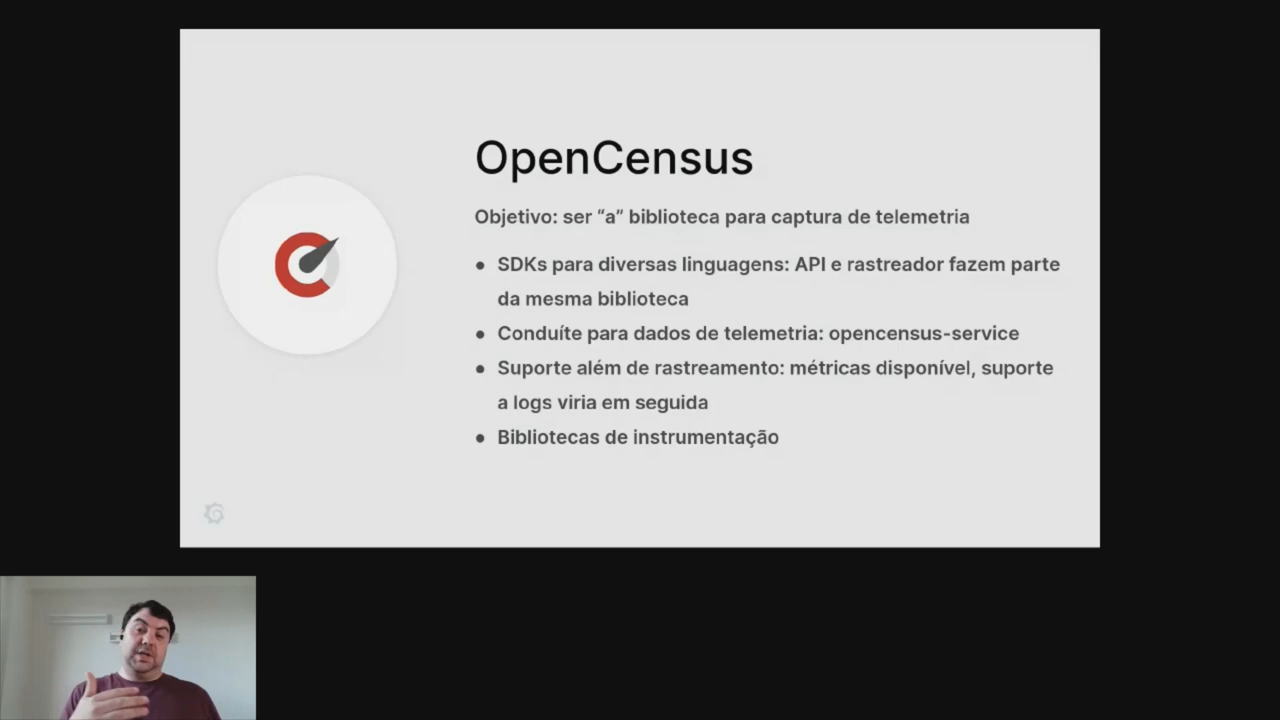 OpenCensus
Objetivo: ser “a” biblioteca para captura de telemetria
● SDKs para diversas linguagens: API e rastreador fazem parte
da mesma biblioteca
● Conduíte para dados de telemetria: opencensus-service
● Suporte além de rastreamento: métricas disponível, suporte
a logs viria em seguida
● Bibliotecas de instrumentação